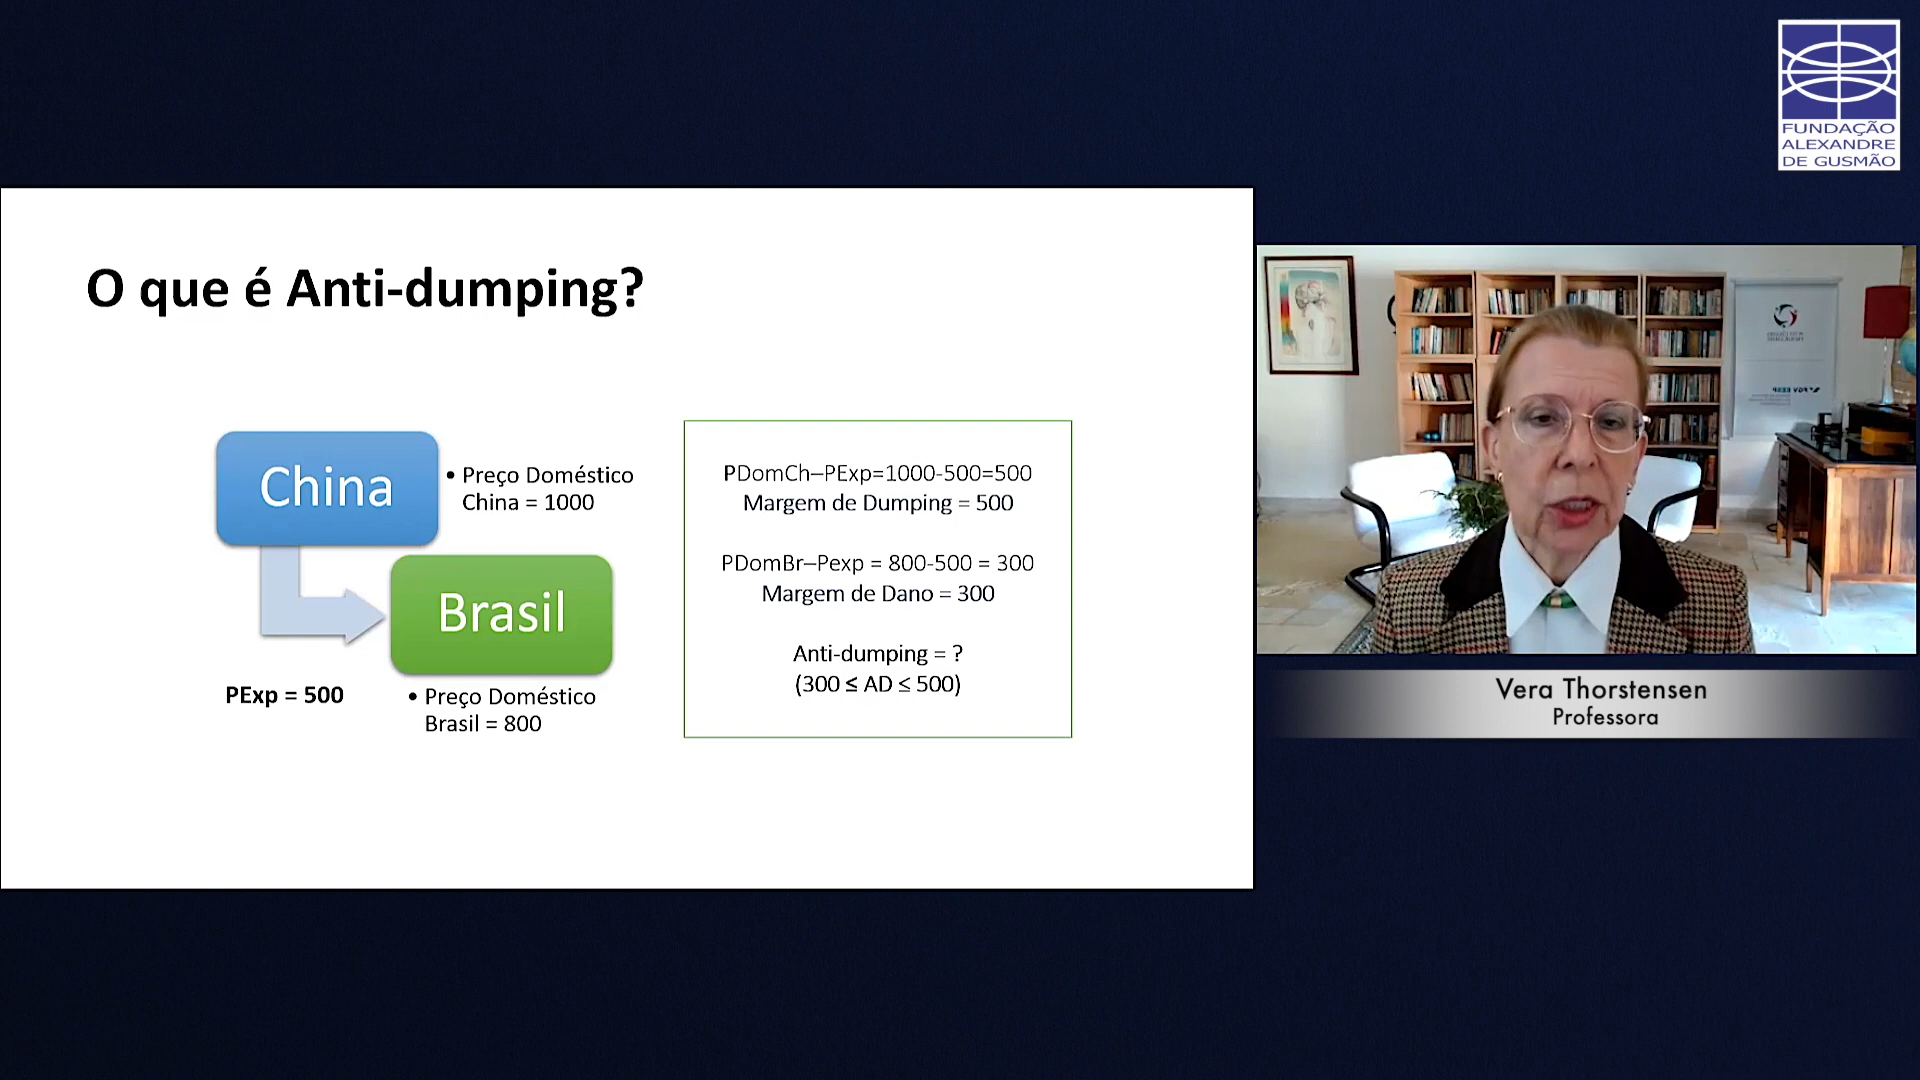 FUNDAÇÃO
ALEXANDRE
DE GUSMÃO
O que é Anti-dumping?
China
• Preço Doméstico
China = 1000
Brasil
PExp = 500
• Preço Doméstico
Brasil = 800
PDomCh–PExp=1000-500=500
Margem de Dumping = 500
PDomBr–Pexp = 800-500 = 300
Margem de Dano = 300
Anti-dumping = ?
(300 ≤ AD ≤ 500)
Vera Thorstensen
Professora